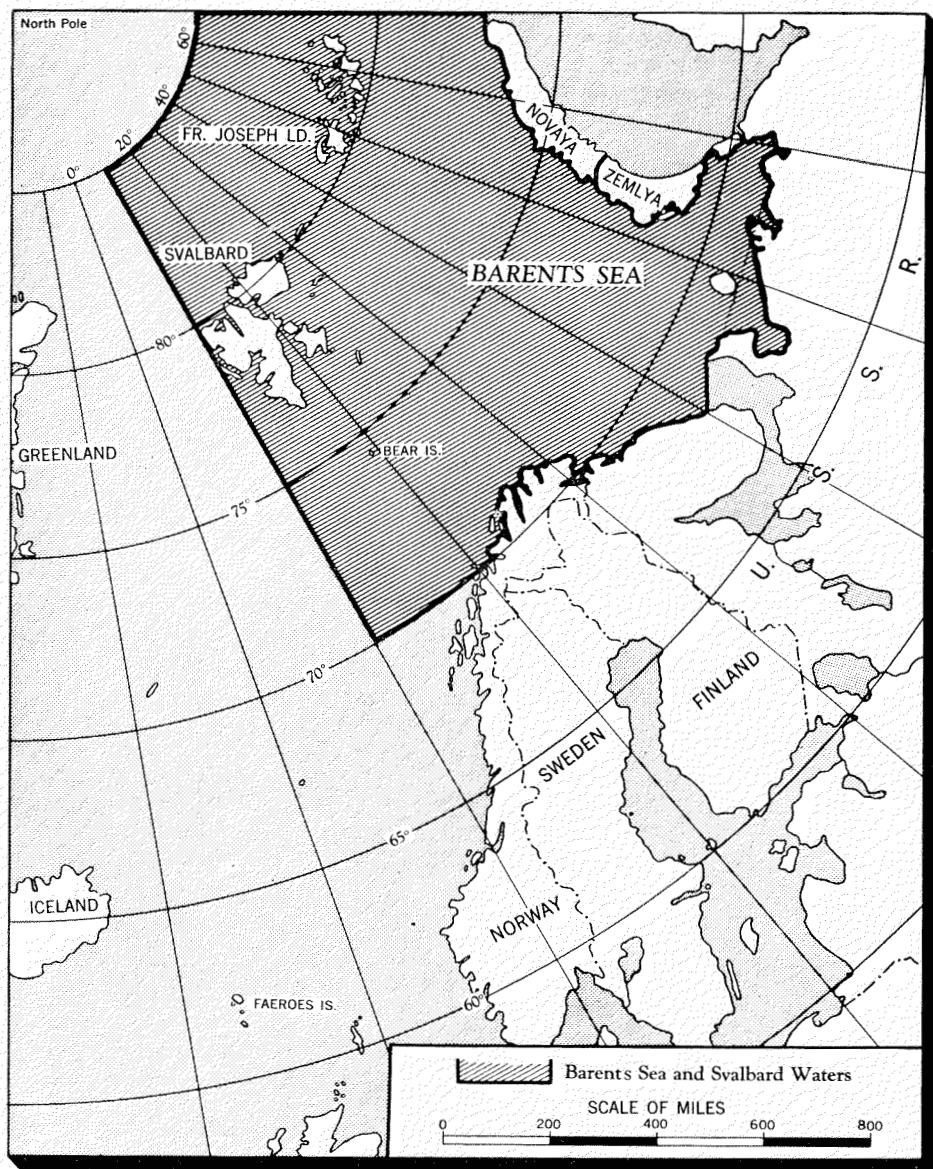 North Pole
60°
40°
20°
0°
FR. JOSEPH LD.
NOVAYA
ZEMLYA
SVALBARD
BARENTS SEA
R.
80°
S.
GREENLAND
BEAR IS.
S.
75°
U.
70°
FINLAND
SWEDEN
65°
ICELAND
NORWAY
60°
FAEROES IS.
Barents Sea and Svalbard Waters
SCALE OF MILES
0 200 400 600 800